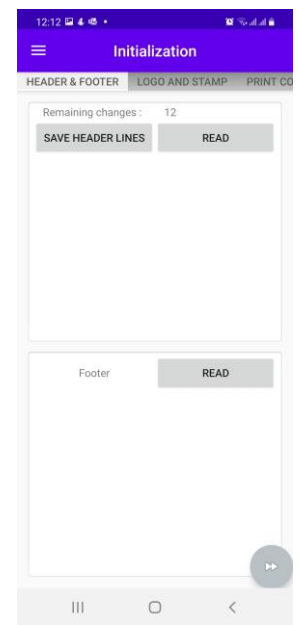 12:12
Initialization
HEADER & FOOTER LOGO AND STAMP PRINT CO
Remaining changes : 12
SAVE HEADER LINES READ
Footer READ